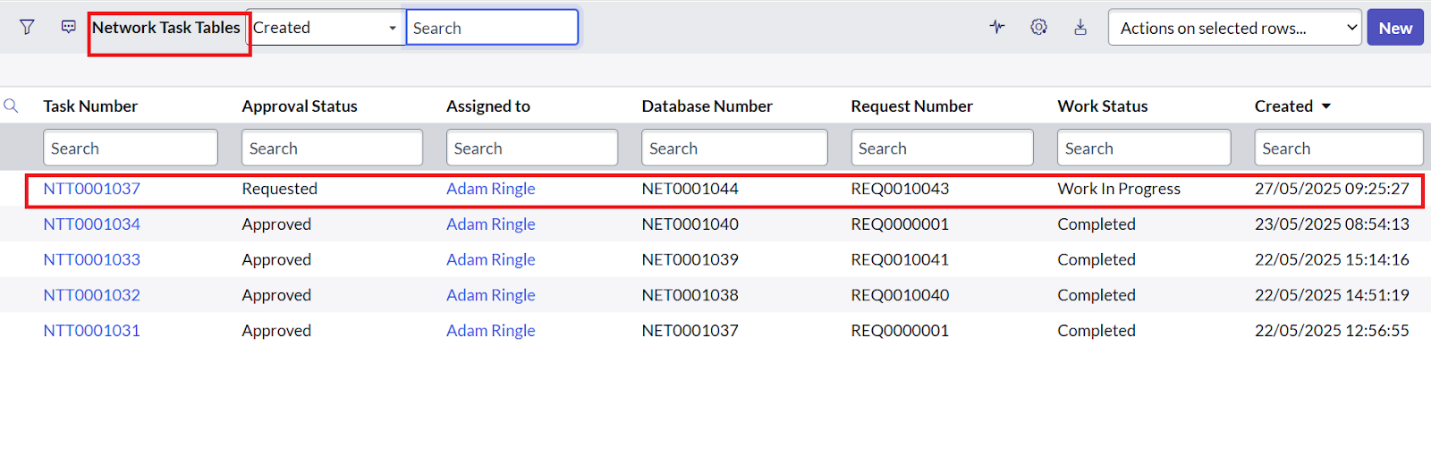 Network Task Tables Created Search Actions on selected rows... New
Task Number Approval Status Assigned to Database Number Request Number Work Status Created
Search Search Search Search Search Search Search
NTT0001037 Requested Adam Ringle NET0001044 REQ0010043 Work In Progress 27/05/2025 09:25:27
NTT0001034 Approved Adam Ringle NET0001040 REQ0000001 Completed 23/05/2025 08:54:13
NTT0001033 Approved Adam Ringle NET0001039 REQ0010041 Completed 22/05/2025 15:14:16
NTT0001032 Approved Adam Ringle NET0001038 REQ0010040 Completed 22/05/2025 14:51:19
NTT0001031 Approved Adam Ringle NET0001037 REQ0000001 Completed 22/05/2025 12:56:55